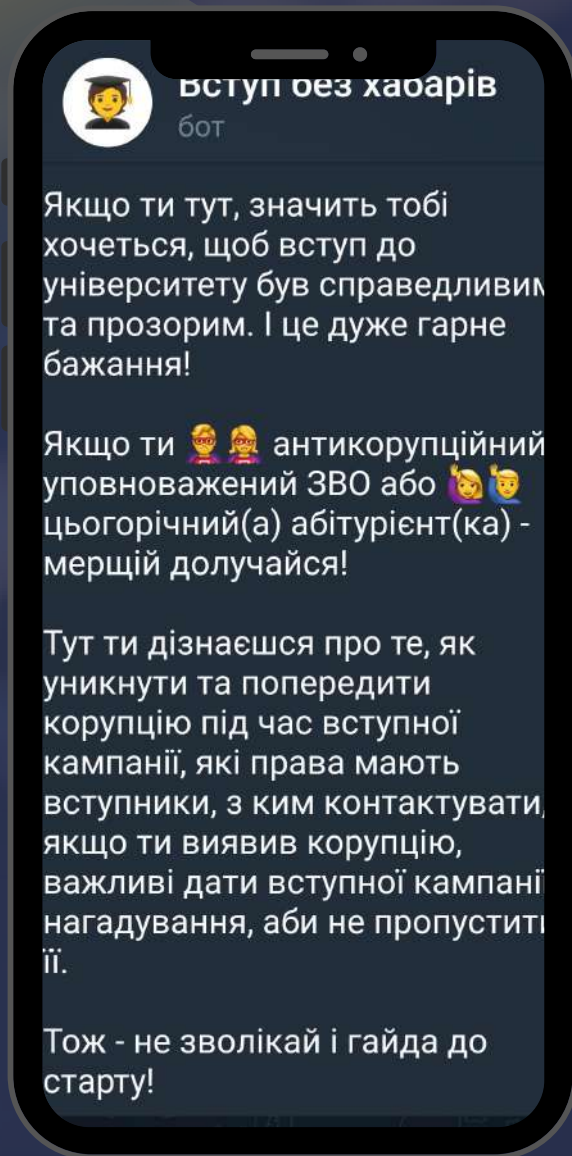 Вступ без хабарів
бот
Якщо ти тут, значить тобі
хочеться, щоб вступ до
університету був справедливим
та прозорим. І це дуже гарне
бажання!
Якщо ти 🦸‍♂️🦸‍♀️ антикорупційний
уповноважений ЗВО або 🙋‍♀️🙋‍♂️
цьогорічний(а) абітурієнт(ка) -
мерщій долучайся!
Тут ти дізнаєшся про те, як
уникнути та попередити
корупцію під час вступної
кампанії, які права мають
вступники, з ким контактувати,
якщо ти виявив корупцію,
важливі дати вступної кампанії
нагадування, аби не пропустити
її.
Тож - не зволікай і гайда до
старту!